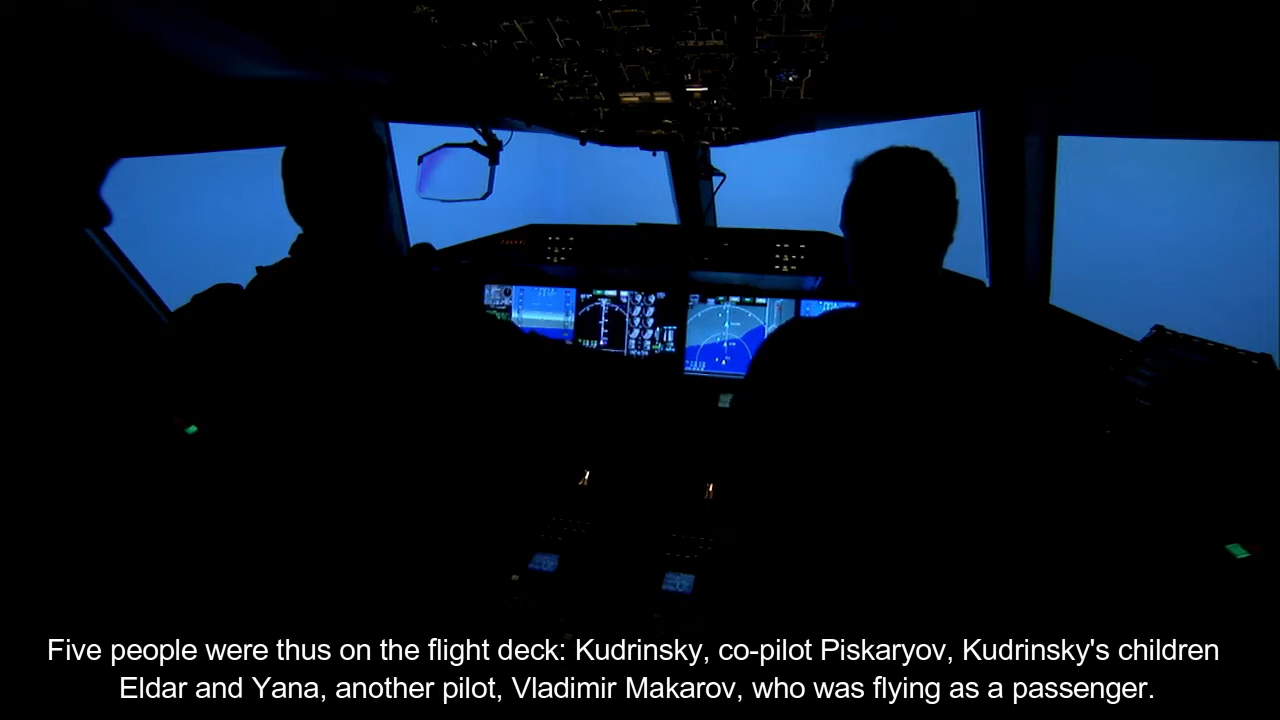 Five people were thus on the flight deck: Kudrinsky, co-pilot Piskaryov, Kudrinsky's children
Eldar and Yana, another pilot, Vladimir Makarov, who was flying as a passenger.